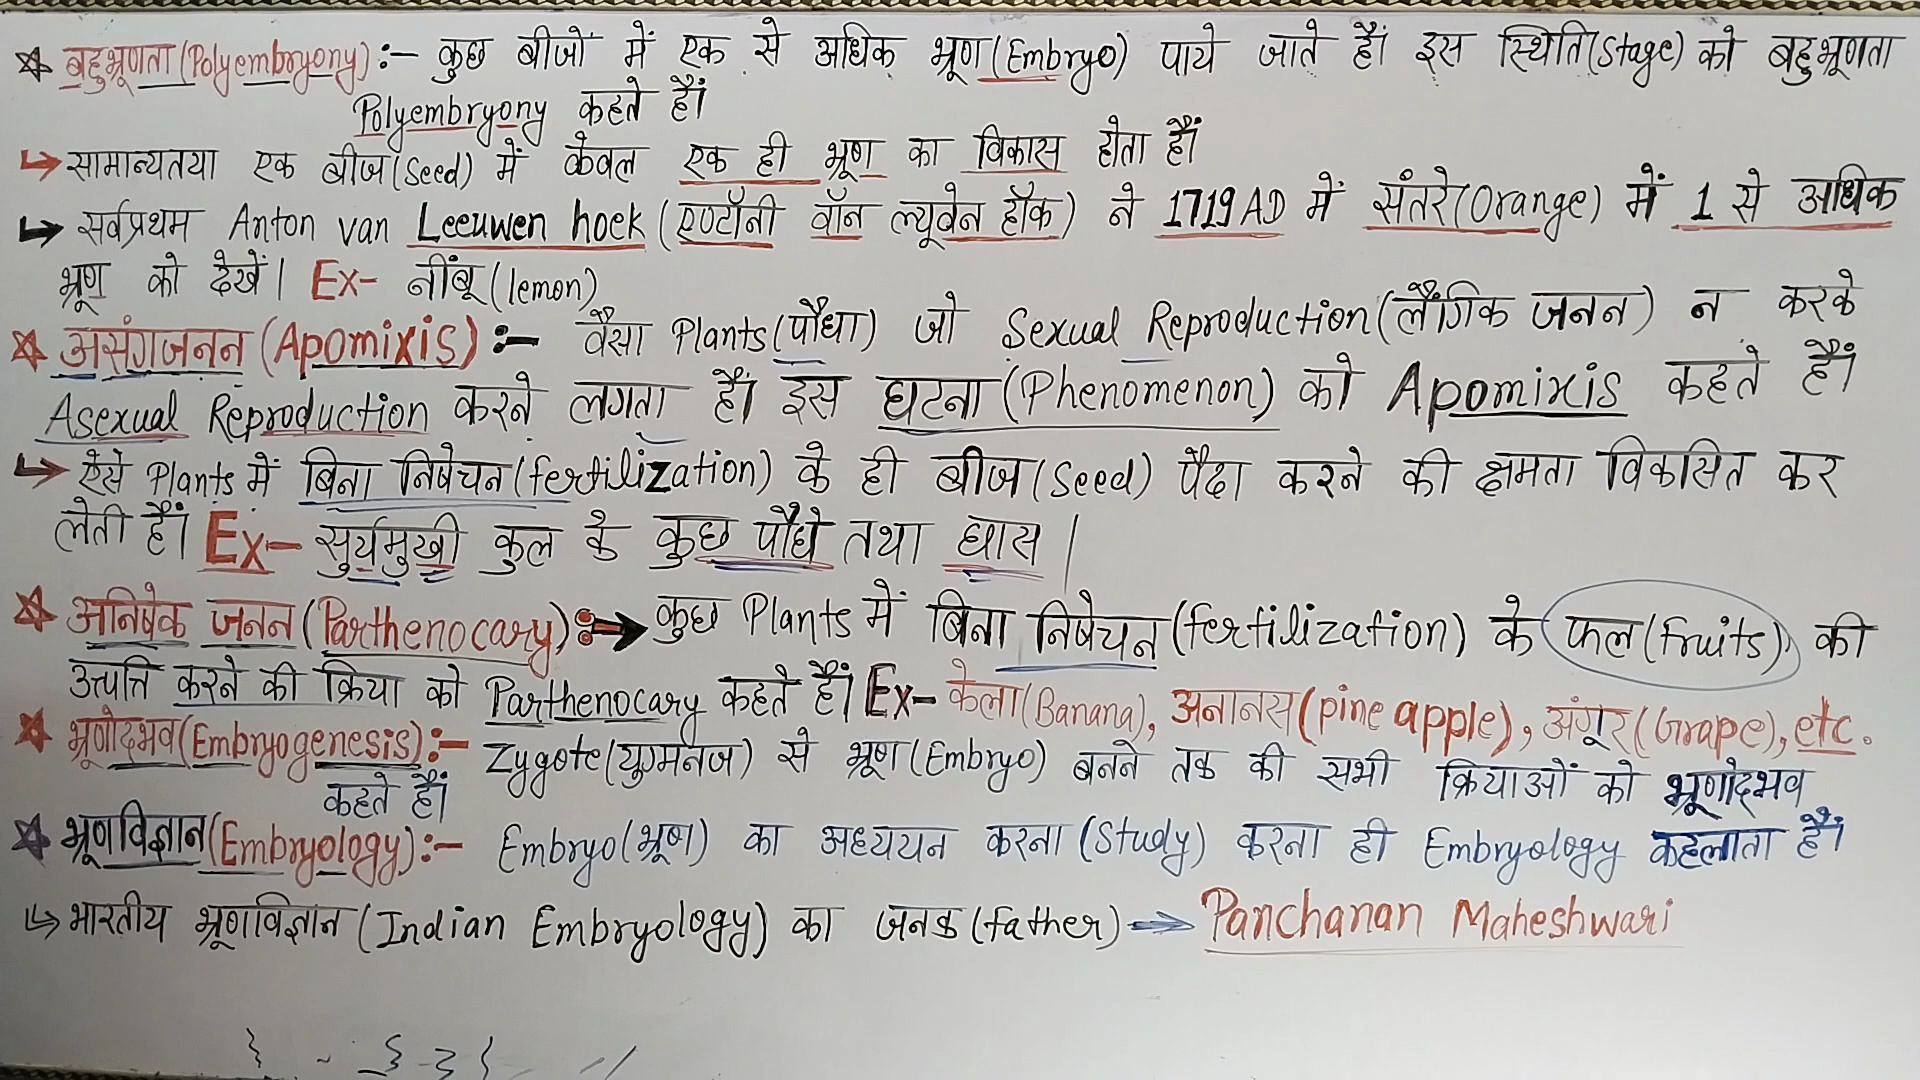 ☆ बहुभ्रूणता (Polyembryony) :- कुछ बीजों में एक से अधिक भ्रूण (Embryo) पाये जाते हैं। इस स्थिति (Stage) को बहुभ्रूणता
Polyembryony कहते हैं।
↳ सामान्यतया एक बीज (Seed) में केवल एक ही भ्रूण का विकास होता हैं।
↳ सर्वप्रथम Anton van Leeuwen hoek (एण्टॉनी वॉन ल्यूवेन हॉक) ने 1719 AD में संतरे (Orange) में 1 से अधिक
भ्रूण को देखें। Ex- नींबू (lemon)
☆ असंगजनन (Apomixis) :- वैसा Plants (पौधा) जो Sexual Reproduction (लैंगिक जनन) न करके
Asexual Reproduction करने लगता हैं। इस घटना (Phenomenon) को Apomixis कहते हैं।
↳ ऐसे Plants में बिना निषेचन (fertilization) के ही बीज (Seed) पैदा करने की क्षमता विकसित कर
लेती हैं। Ex- सुर्यमुखी कुल के कुछ पौधे तथा घास।
☆ अनिषेक जनन (Parthenocary) :→ कुछ Plants में बिना निषेचन (fertilization) के फल (fruits) की
उत्पत्ति करने की क्रिया को Parthenocary कहते हैं। Ex- केला (Banana), अनानस (pine apple), अंगूर (Grape), etc.
☆ भ्रूणोदभव (Embryogenesis) :- Zygote (युग्मनज) से भ्रूण (Embryo) बनने तक की सभी क्रियाओं को भ्रूणोदभव
कहते हैं।
☆ भ्रूणविज्ञान (Embryology) :- Embryo (भ्रूण) का अध्ययन करना (Study) करना ही Embryology कहलाता हैं।
↳ भारतीय भ्रूणविज्ञान (Indian Embryology) का जनक (father) → Panchanan Maheshwari